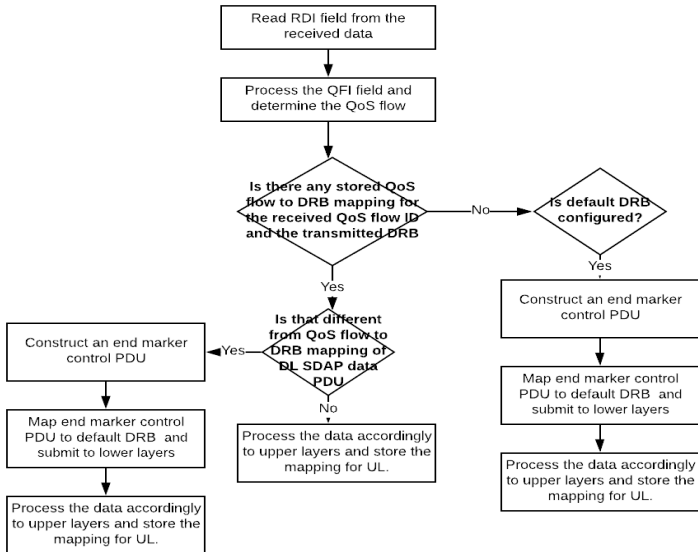 Read RDI field from the
received data
Process the QFI field and
determine the QoS flow
Is there any stored QoS
flow to DRB mapping for
the received QoS flow ID
and the transmitted DRB
No
Is default DRB
configured?
Yes
Yes
Construct an end marker
control PDU
Is that different
from QoS flow to
DRB mapping of
DL SDAP data
PDU
Yes
Construct an end marker
control PDU
No
Map end marker control
PDU to default DRB and
submit to lower layers
Map end marker control
PDU to default DRB and
submit to lower layers
Process the data accordingly
to upper layers and store the
mapping for UL.
Process the data accordingly
to upper layers and store the
mapping for UL.
Process the data accordingly
to upper layers and store the
mapping for UL.